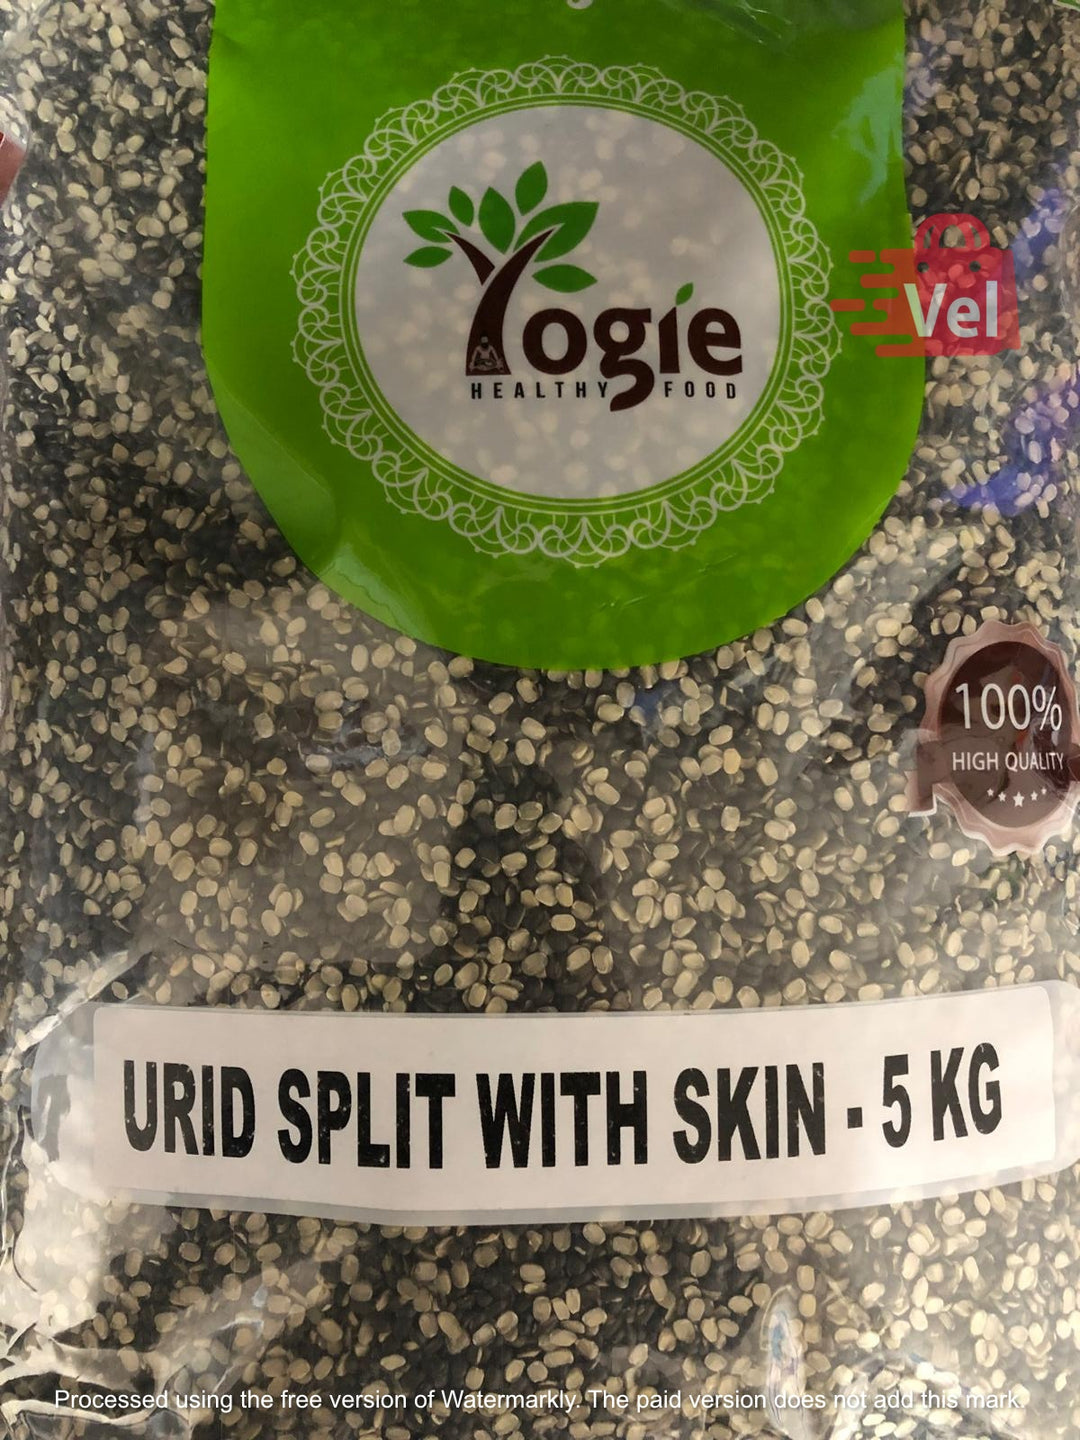 Yogie
HEALTHY FOOD
Vel
100%
HIGH QUALITY
URID SPLIT WITH SKIN - 5 KG
Processed using the free version of Watermarkly. The paid version does not add this mark.